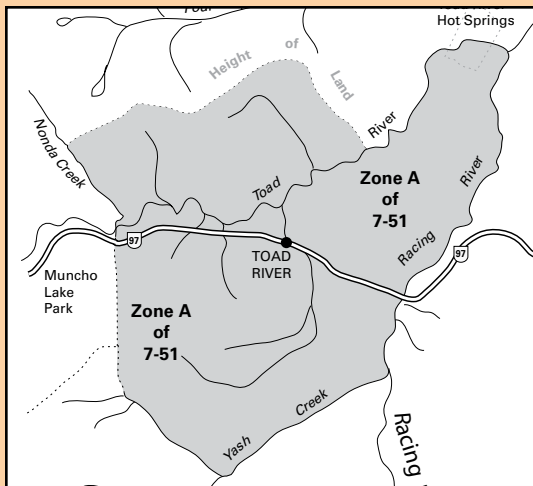 Hot Springs
Height of
Land
River
Nonda Creek
Toad
Zone A
of
7-51
River
97
TOAD
RIVER
Racing
97
Muncho
Lake
Park
Zone A
of
7-51
Creek
Yash
Racing